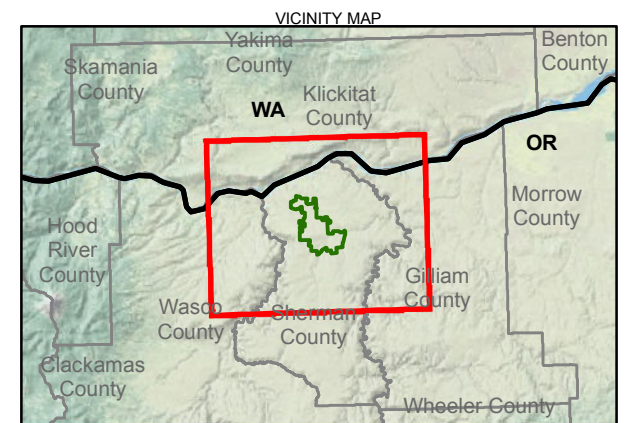 VICINITY MAP
Yakima
County
Benton
County
Skamania
County
WA
Klickitat
County
OR
Morrow
County
Hood
River
County
Gilliam
County
Wasco
County
Sherman
County
Clackamas
County
Wheeler County